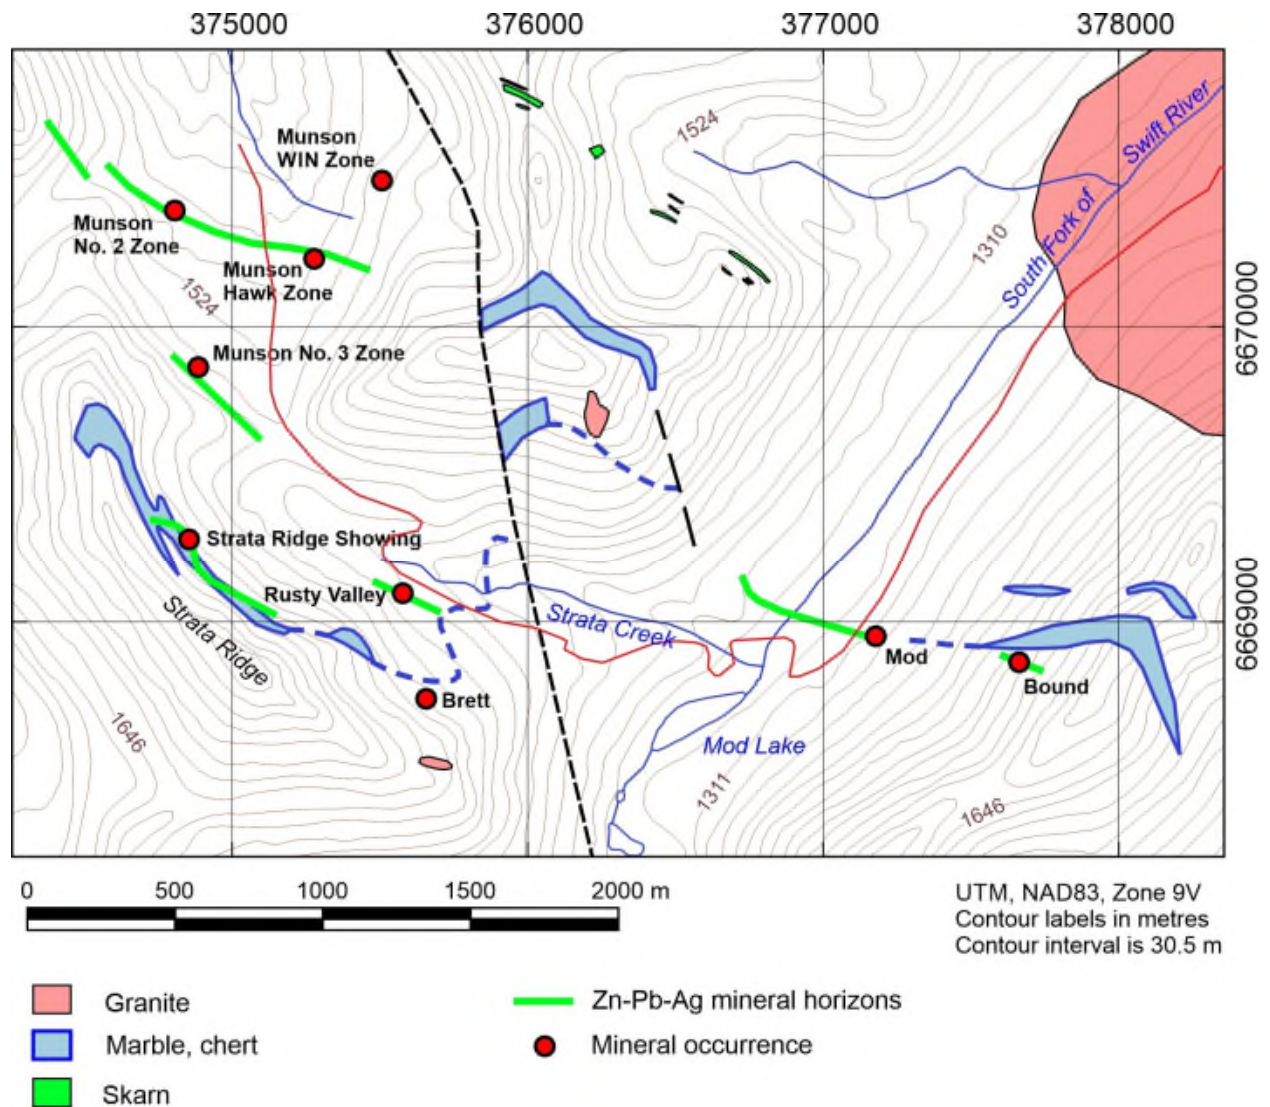 375000
376000
377000
378000
Munson
WIN Zone
1524
Swift River
Munson
No. 2 Zone
Munson
Hawk Zone
1310
South Fork of
1524
6670000
Munson No. 3 Zone
Strata Ridge Showing
Rusty Valley
Strata Creek
6669000
Strata Ridge
Mod
Bound
Brett
1646
Mod Lake
1311
1646
0
500
1000
1500
2000 m
UTM, NAD83, Zone 9V
Contour labels in metres
Contour interval is 30.5 m
Granite
Zn-Pb-Ag mineral horizons
Marble, chert
Mineral occurrence
Skarn